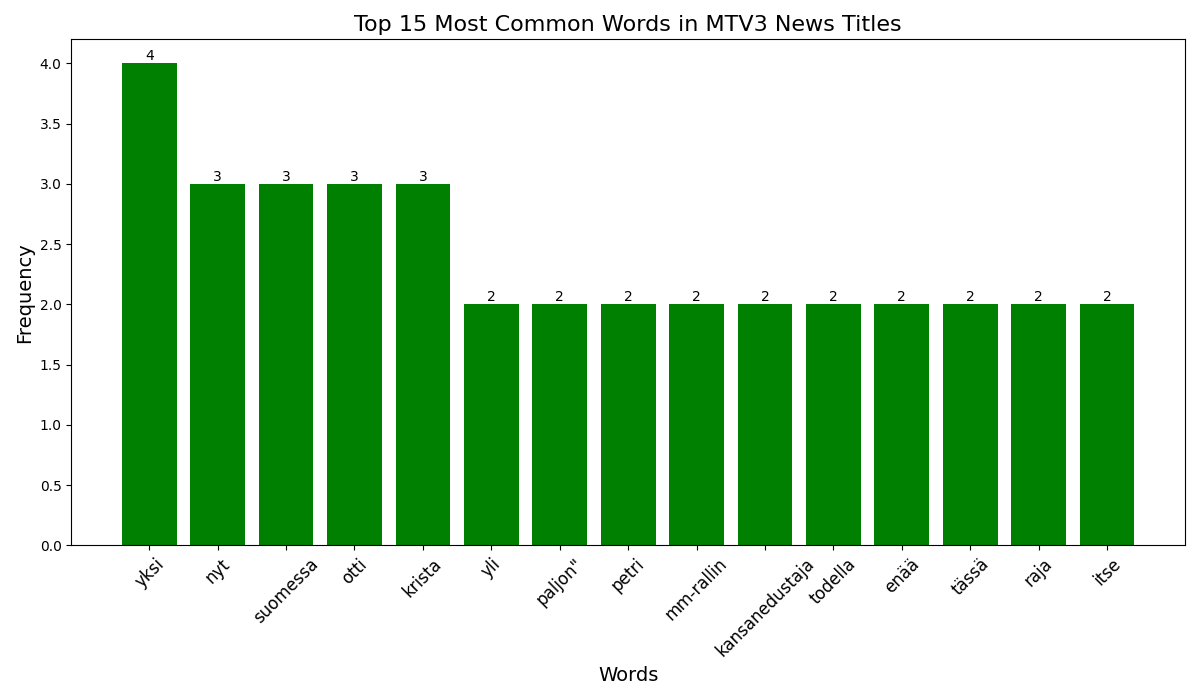 Top 15 Most Common Words in MTV3 News Titles
Frequency
4.0
3.5
3.0
2.5
2.0
1.5
1.0
0.5
0.0
4
3
3
3
3
2
2
2
2
2
2
2
2
2
2
yksi
nyt
suomessa
otti
krista
yli
paljon"
petri
mm-rallin
kansanedustaja
todella
enää
tässä
raja
itse
Words